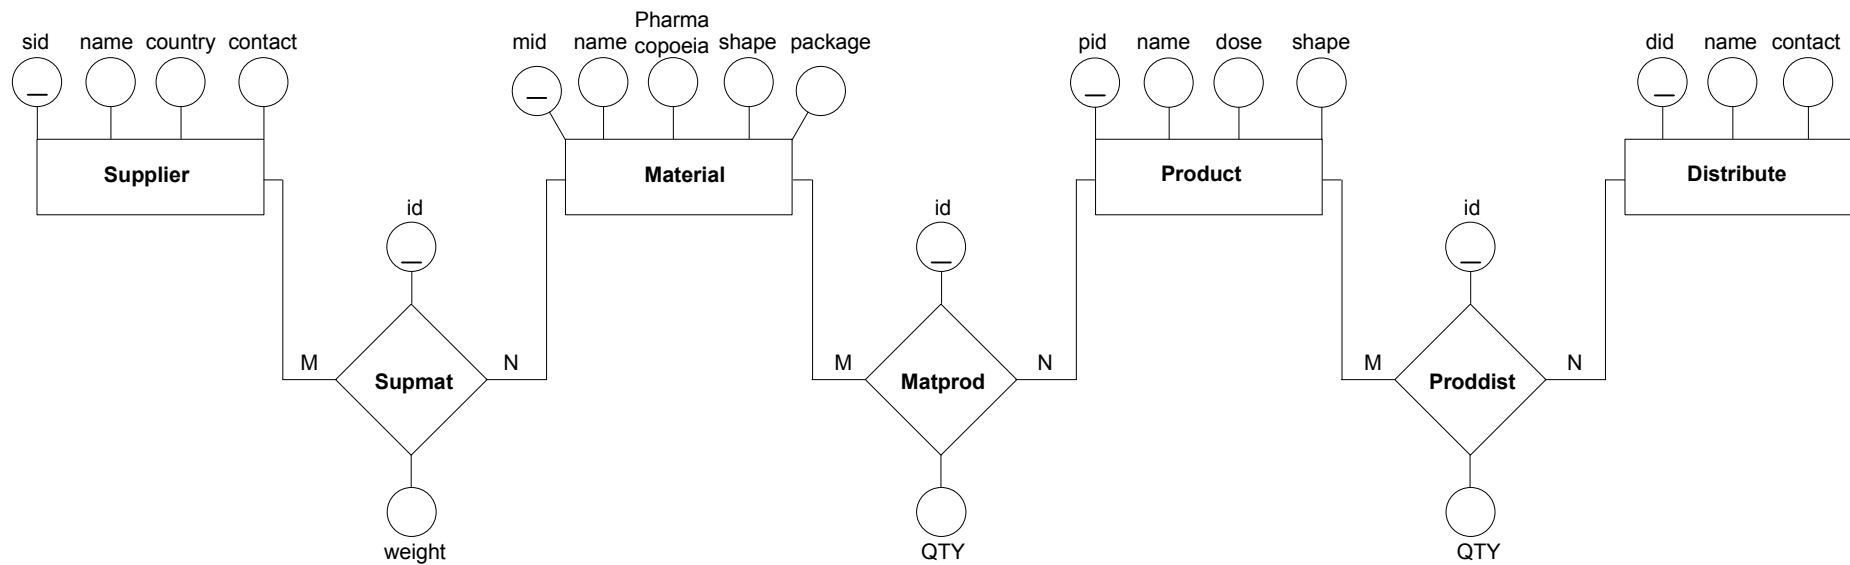 sid name country contact
mid name Pharma
copoeia shape package
pid name dose shape
did name contact
Supplier
Material
Product
Distribute
id
id
id
M Supmat N
M Matprod N
M Proddist N
weight
QTY
QTY